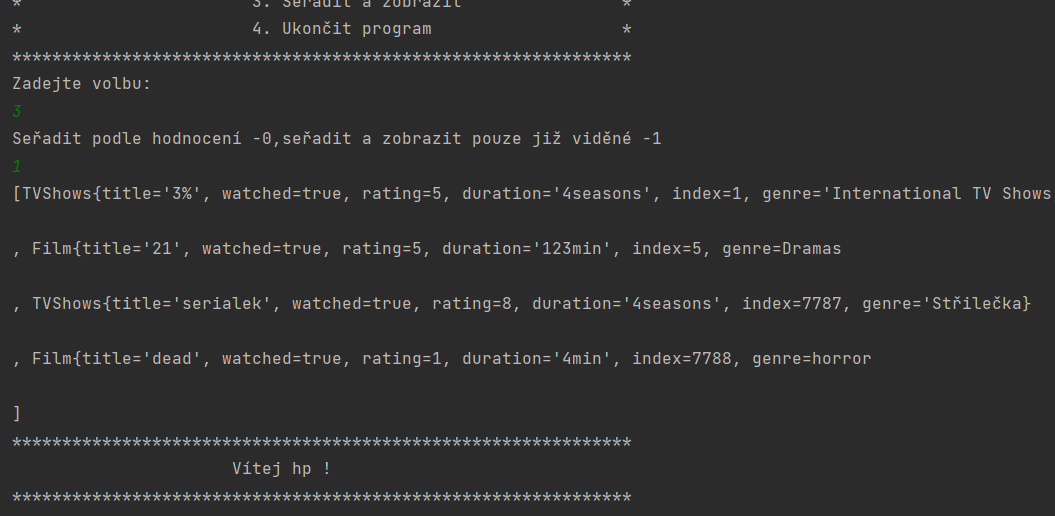 * 3. Seřadit a zobrazit *
* 4. Ukončit program *
**************************************************************
Zadejte volbu:
3
Seřadit podle hodnocení -0,seřadit a zobrazit pouze již viděné -1
1
[TVShows{title='3%', watched=true, rating=5, duration='4seasons', index=1, genre='International TV Shows
, Film{title='21', watched=true, rating=5, duration='123min', index=5, genre=Dramas
, TVShows{title='serialek', watched=true, rating=8, duration='4seasons', index=7787, genre='Střílečka}
, Film{title='dead', watched=true, rating=1, duration='4min', index=7788, genre=horror
]
**************************************************************
Vítej hp !
**************************************************************